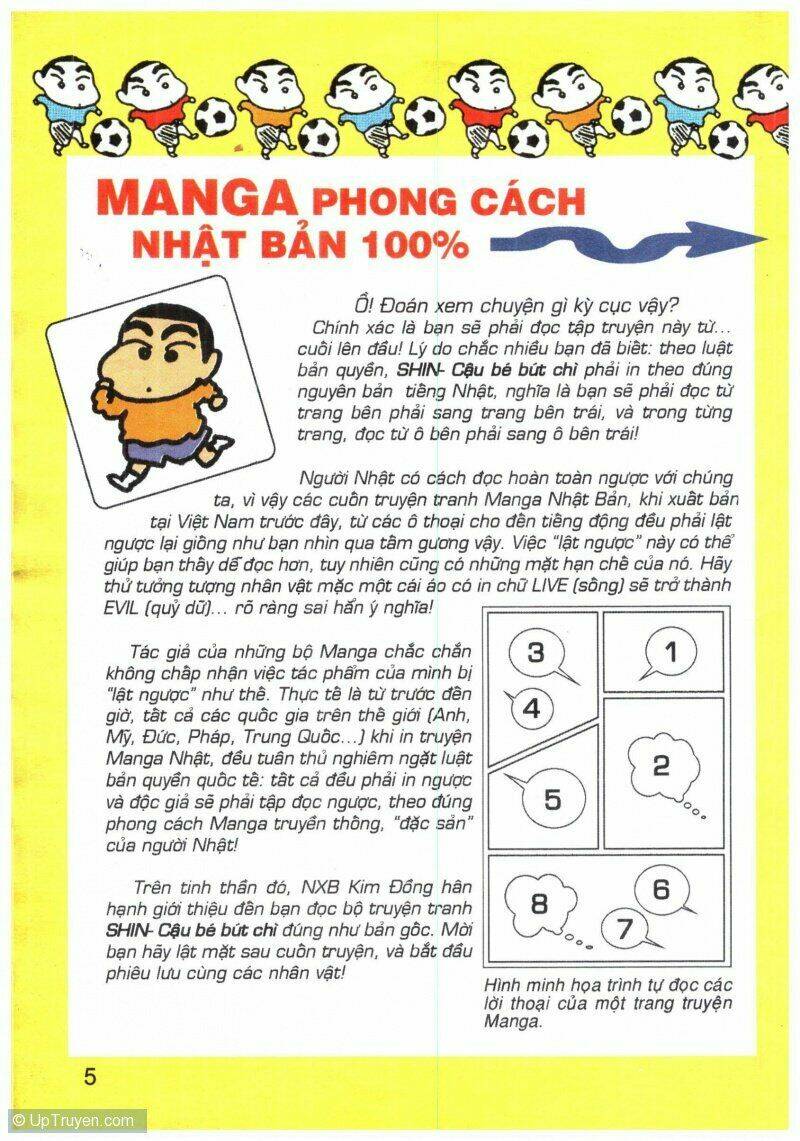 MANGA PHONG CÁCH
NHẬT BẢN 100%
Ồ! Đoán xem chuyện gì kỳ cục vậy?
Chính xác là bạn sẽ phải đọc tập truyện này từ...
cuối lên đầu! Lý do chắc nhiều bạn đã biết: theo luật
bản quyền, SHIN- Cậu bé bút chì phải in theo đúng
nguyên bản tiếng Nhật, nghĩa là bạn sẽ phải đọc từ
trang bên phải sang trang bên trái, và trong từng
trang, đọc từ ô bên phải sang ô bên trái!
Người Nhật có cách đọc hoàn toàn ngược với chúng
ta, vì vậy các cuốn truyện tranh Manga Nhật Bản, khi xuất bản
tại Việt Nam trước đây, từ các ô thoại cho đến tiếng động đều phải lật
ngược lại giống như bạn nhìn qua tấm gương vậy. Việc “lật ngược” này có thể
giúp bạn thấy dể đọc hơn, tuy nhiên cũng có những mặt hạn chế của nó. Hãy
thử tưởng tượng nhân vật mặc một cái áo có in chữ LIVE (sống) sẽ trở thành
EVIL (quỷ dữ)... rõ ràng sai hẳn ý nghĩa!
Tác giả của những bộ Manga chắc chắn
không chấp nhận việc tác phẩm của mình bị
“lật ngược” như thế. Thực tế là từ trước đến
giờ, tất cả các quốc gia trên thế giới (Anh,
Mỹ, Đức, Pháp, Trung Quốc...) khi in truyện
Manga Nhật, đều tuân thủ nghiêm ngặt luật
bản quyền quốc tế: tất cả đều phải in ngược
và độc giả sẽ phải tập đọc ngược, theo đúng
phong cách Manga truyền thống, “đặc sản”
của người Nhật!
Trên tinh thần đó, NXB Kim Đồng hân
hạnh giới thiệu đến bạn đọc bộ truyện tranh
SHIN- Cậu bé bút chì đúng như bản gốc. Mời
bạn hãy lật mặt sau cuốn truyện, và bắt đầu
phiêu lưu cùng các nhân vật!
1
2
3
4
5
6
7
8
Hình minh họa trình tự đọc các
lời thoại của một trang truyện
Manga.
5
© UpTruyen.com